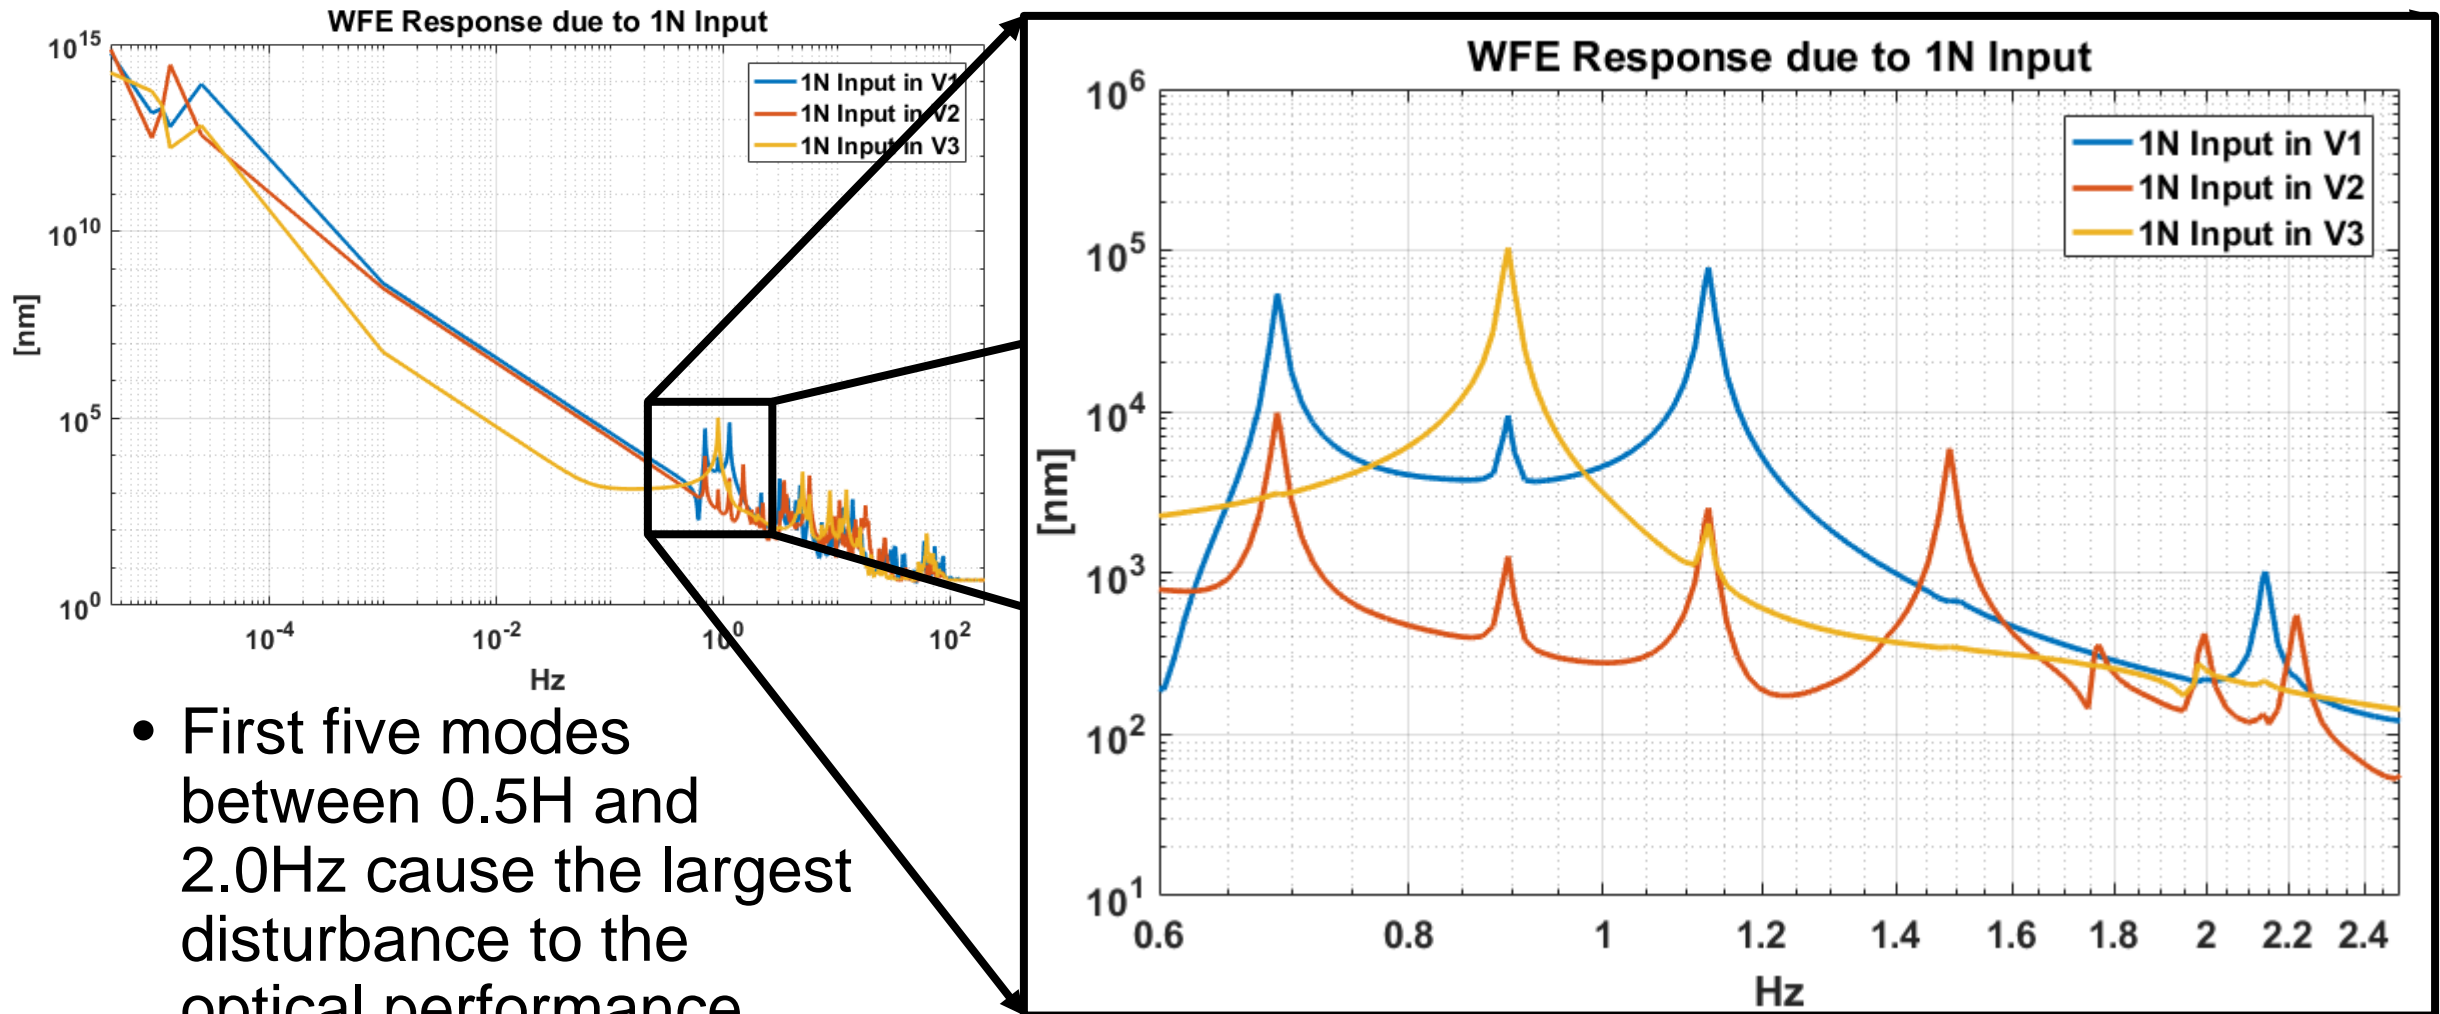 WFE Response due to 1N Input
10^15
10^10
10^5
10^0
[nm]
1N Input in V1
1N Input in V2
1N Input in V3
10^-4
10^-2
10^0
10^2
Hz
• First five modes
between 0.5H and
2.0Hz cause the largest
disturbance to the
optical performance
WFE Response due to 1N Input
10^6
10^5
10^4
10^3
10^2
10^1
[nm]
1N Input in V1
1N Input in V2
1N Input in V3
0.6 0.8 1 1.2 1.4 1.6 1.8 2 2.2 2.4
Hz